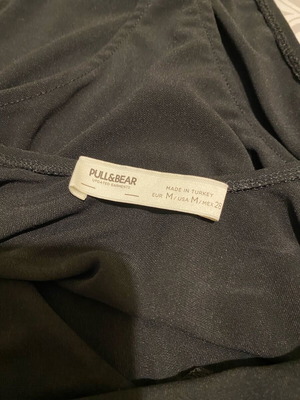 PULL&BEAR
MADE IN TURKEY
EUR M / USA M / MEX 28